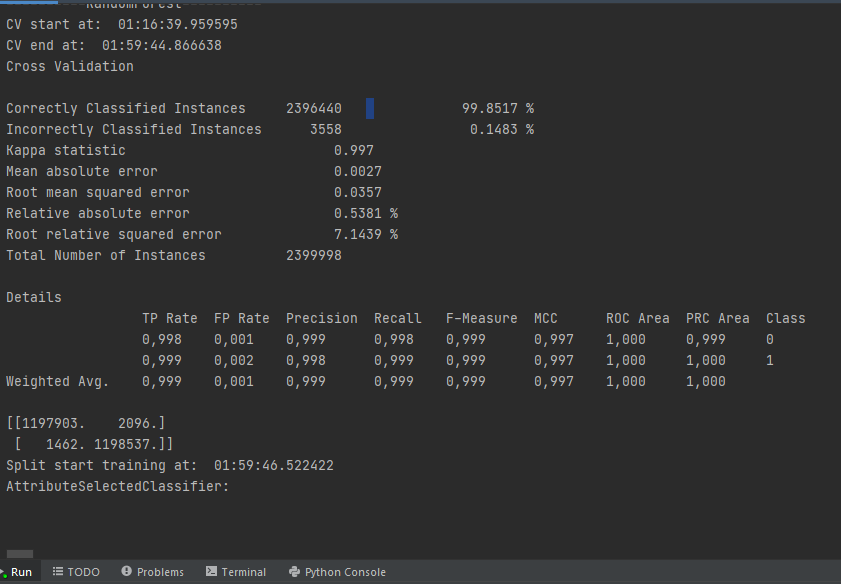 RandomForest----------
CV start at:  01:16:39.959595
CV end at:  01:59:44.866638
Cross Validation
Correctly Classified Instances     2396440               99.8517 %
Incorrectly Classified Instances      3558                0.1483 %
Kappa statistic                          0.997
Mean absolute error                      0.0027
Root mean squared error                  0.0357
Relative absolute error                  0.5381 %
Root relative squared error              7.1439 %
Total Number of Instances          2399998
Details
                 TP Rate  FP Rate  Precision  Recall   F-Measure  MCC      ROC Area  PRC Area  Class
                 0,998    0,001    0,999      0,998    0,999      0,997    1,000     0,999     0
                 0,999    0,002    0,998      0,999    0,999      0,997    1,000     1,000     1
Weighted Avg.    0,999    0,001    0,999      0,999    0,999      0,997    1,000     1,000
[[1197903.    2096.]
 [   1462. 1198537.]]
Split start training at:  01:59:46.522422
AttributeSelectedClassifier:
Run TODO Problems Terminal Python Console